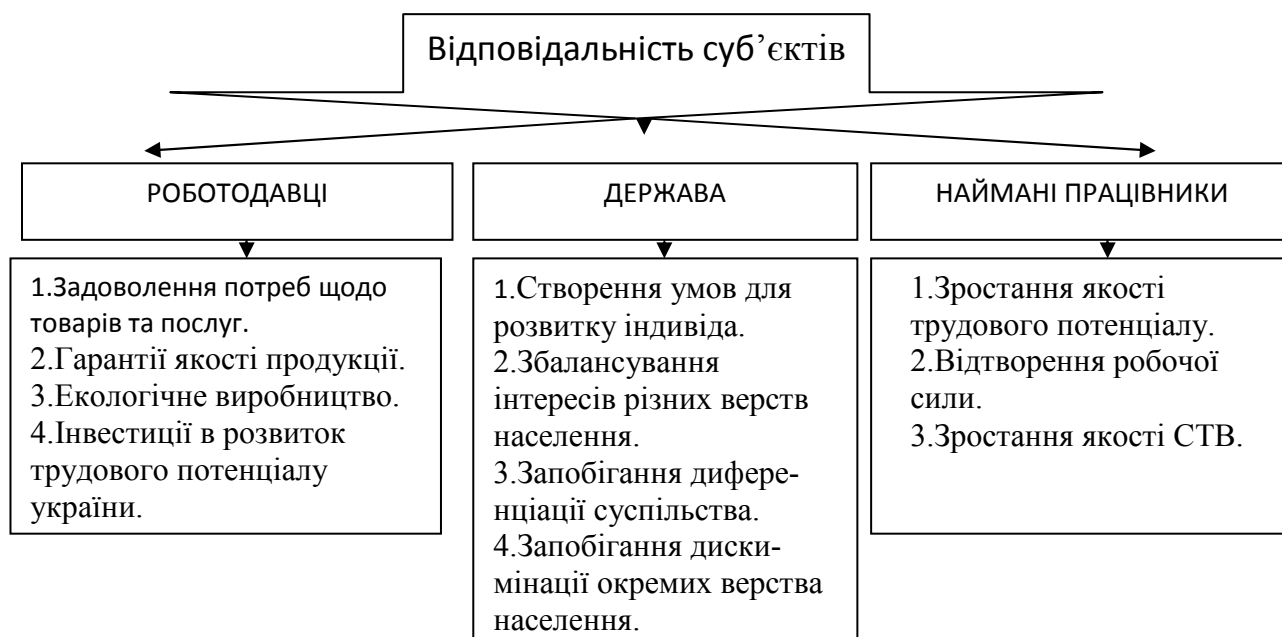 Відповідальність суб’єктів
РОБОТОДАВЦІ
ДЕРЖАВА
НАЙМАНІ ПРАЦІВНИКИ
1.Задоволення потреб щодо
товарів та послуг.
2.Гарантії якості продукції.
3.Екологічне виробництво.
4.Інвестиції в розвиток
трудового потенціалу
україни.
1.Створення умов для
розвитку індивіда.
2.Збалансування
інтересів різних верств
населення.
3.Запобігання дифере-
нціації суспільства.
4.Запобігання дискри-
мінації окремих верства
населення.
1.Зростання якості
трудового потенціалу.
2.Відтворення робочої
сили.
3.Зростання якості СТВ.